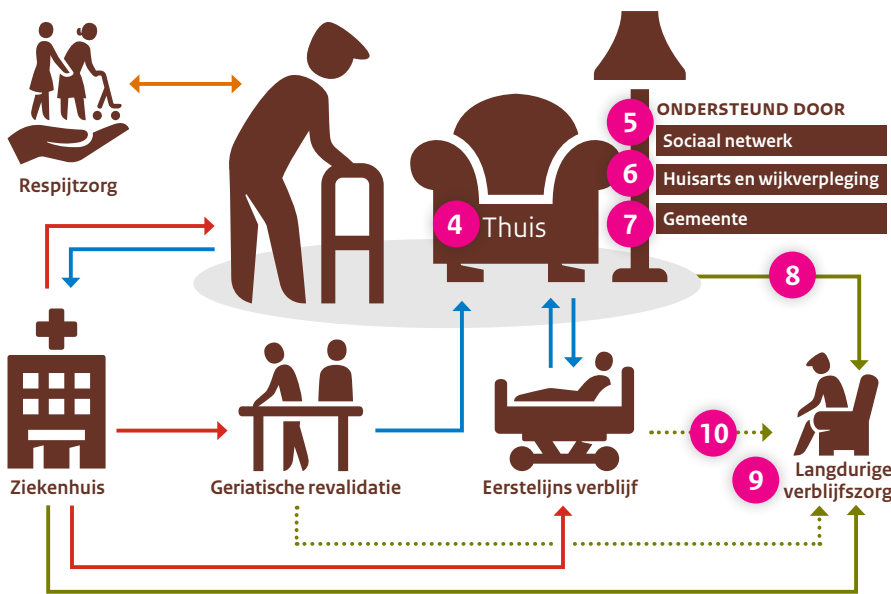 ONDERSTEUND DOOR
5
Sociaal netwerk
6
Huisarts en wijkverpleging
7
Gemeente
Respijtzorg
4
Thuis
8
10
9
Ziekenhuis
Geriatische revalidatie
Eerstelijns verblijf
Langdurige
verblijfszorg